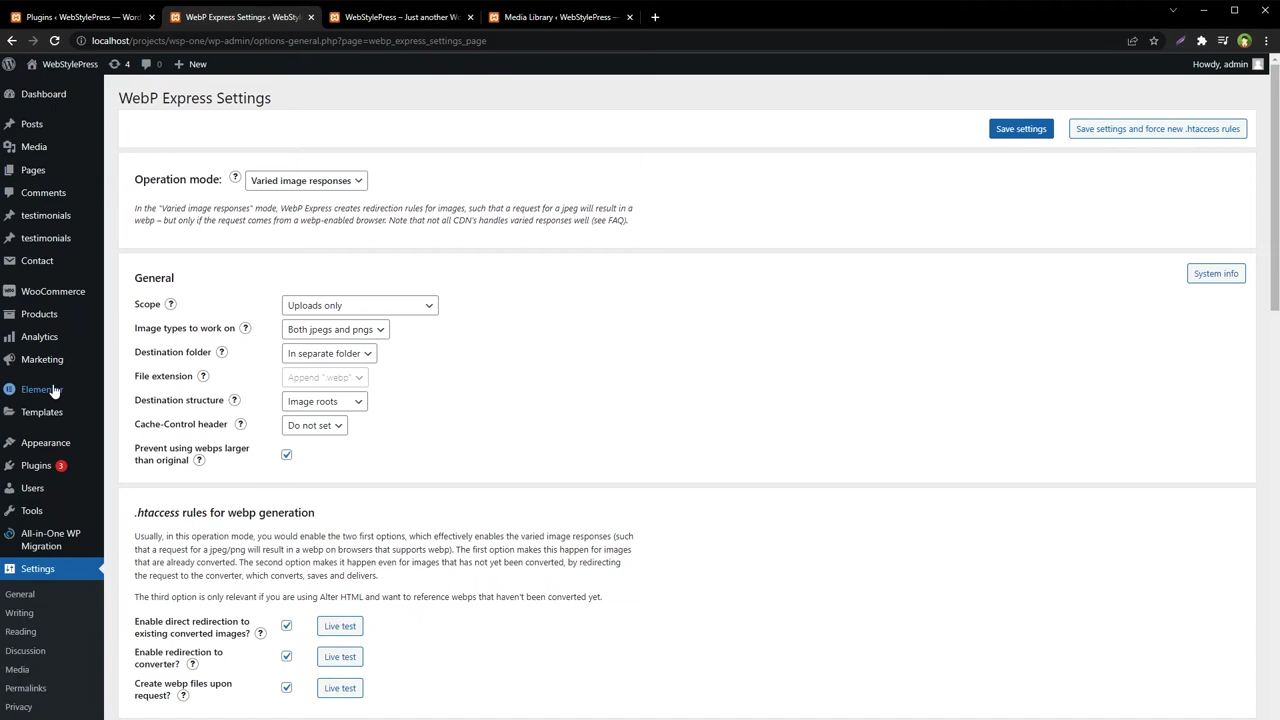 Plugins ‹ WebStylePress — Word
WebP Express Settings ‹ WebStyl
WebStylePress – Just another Wo
Media Library ‹ WebStylePress —
localhost/projects/wsp-one/wp-admin/options-general.php?page=webp_express_settings_page
WebStylePress
4
0
New
Howdy, admin
Dashboard
Posts
Media
Pages
Comments
testimonials
testimonials
Contact
WooCommerce
Products
Analytics
Marketing
Elementor
Templates
Appearance
Plugins 3
Users
Tools
All-in-One WP
Migration
Settings
General
Writing
Reading
Discussion
Media
Permalinks
Privacy
WebP Express Settings
Save settings
Save settings and force new .htaccess rules
Operation mode: ? Varied image responses
In the "Varied image responses" mode, WebP Express creates redirection rules for images, such that a request for a jpeg will result in a
webp – but only if the request comes from a webp-enabled browser. Note that not all CDN's handles varied responses well (see FAQ).
General
System info
Scope ? Uploads only
Image types to work on ? Both jpegs and pngs
Destination folder ? In separate folder
File extension ? Append ".webp"
Destination structure ? Image roots
Cache-Control header ? Do not set
Prevent using webps larger
than original ?
.htaccess rules for webp generation
Usually, in this operation mode, you would enable the two first options, which effectively enables the varied image responses (such
that a request for a jpeg/png will result in a webp on browsers that supports webp). The first option makes this happen for images
that are already converted. The second option makes it happen even for images that has not yet been converted, by redirecting
the request to the converter, which converts, saves and delivers.
The third option is only relevant if you are using Alter HTML and want to reference webps that haven't been converted yet.
Enable direct redirection to
existing converted images? ?
Live test
Enable redirection to
converter? ?
Live test
Create webp files upon
request? ?
Live test